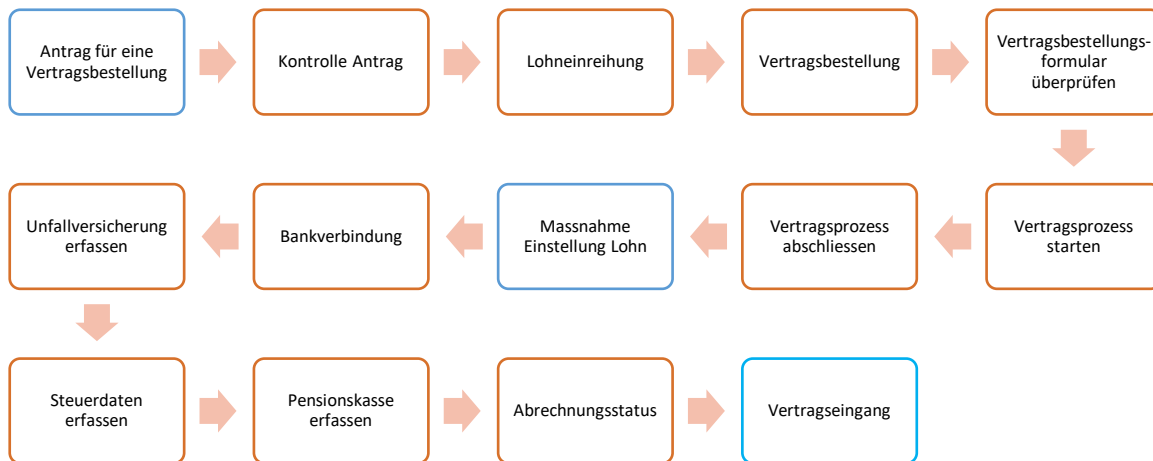 Antrag für eine
Vertragsbestellung
Kontrolle Antrag
Lohneinreihung
Vertragsbestellung
Vertragsbestellungs-
formular
überprüfen
Unfallversicherung
erfassen
Bankverbindung
Massnahme
Einstellung Lohn
Vertragsprozess
abschliessen
Vertragsprozess
starten
Steuerdaten
erfassen
Pensionskasse
erfassen
Abrechnungsstatus
Vertragseingang